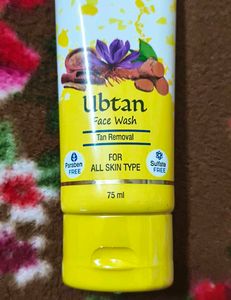 Ubtan
Face Wash
Tan Removal
FOR
ALL SKIN TYPE
Paraben
FREE
Sulfate
FREE
75 ml